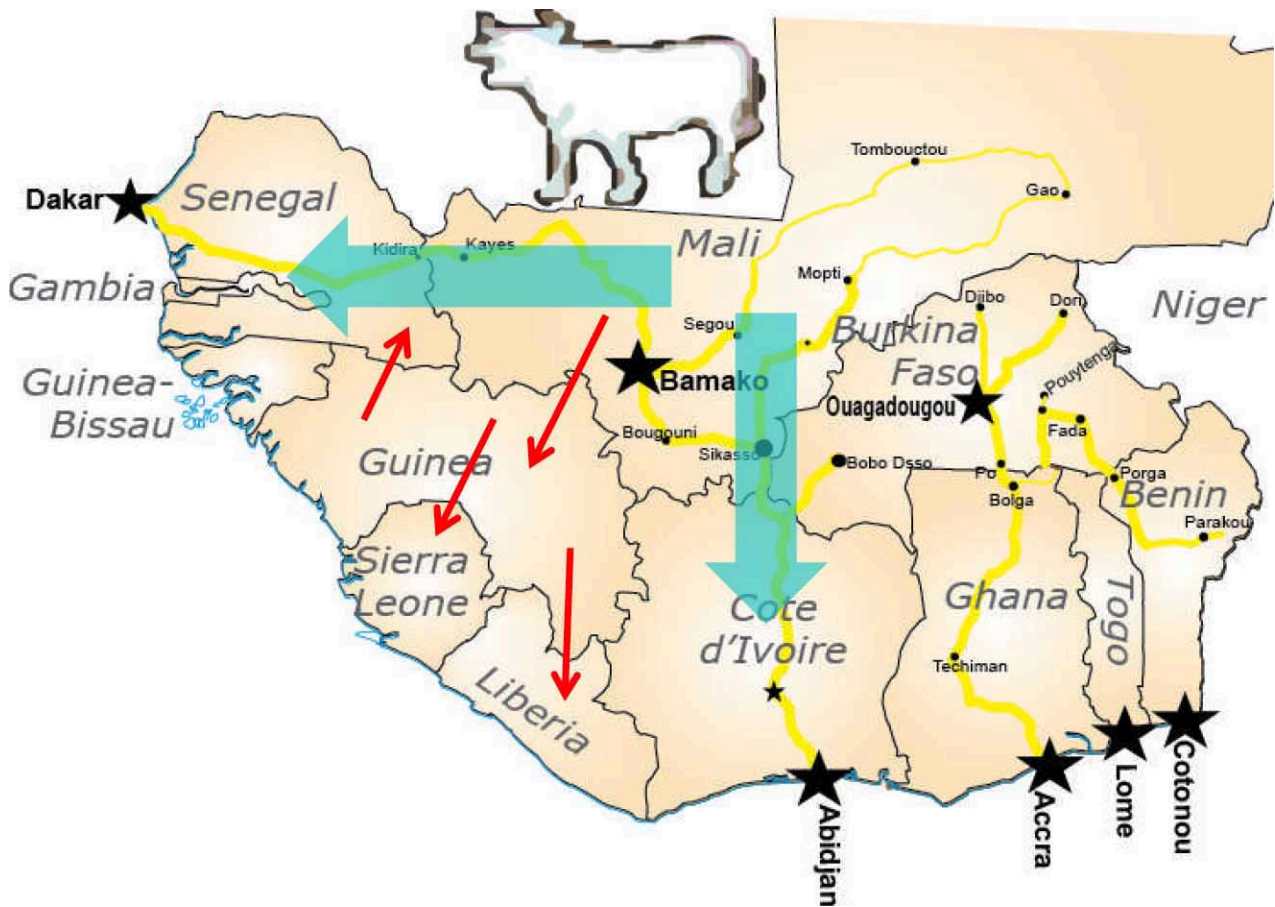 Tombouctou
Gao
Dakar
Senegal
Kidira
Kayes
Mali
Mopti
Gambia
Niger
Djibo
Dori
Segou
Burkina
Faso
Guinea-
Bissau
Bamako
Pouytenga
Ouagadougou
Fada
Bougouni
Sikasso
Guinea
Bobo Dsso
Po
Bolga
Porga
Benin
Parakou
Sierra
Leone
Cote
d'Ivoire
Ghana
Togo
Techiman
Liberia
Abidjan
Accra
Lome
Cotonou